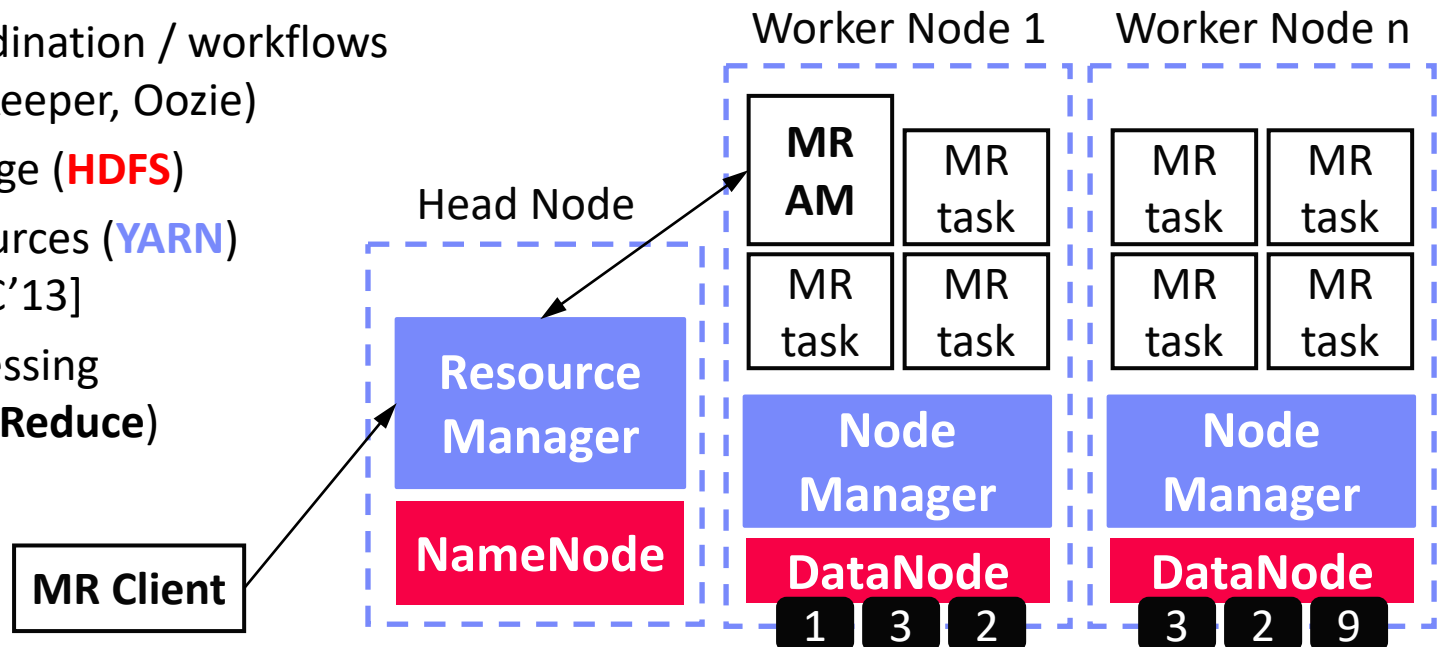 dination / workflows
eeper, Oozie)
ge (HDFS)
urces (YARN)
C’13]
essing
Reduce)
MR Client
Head Node
Resource
Manager
NameNode
Worker Node 1
MR
AM
MR
task
MR
task
MR
task
Node
Manager
DataNode
1 3 2
Worker Node n
MR
task
MR
task
MR
task
MR
task
Node
Manager
DataNode
3 2 9